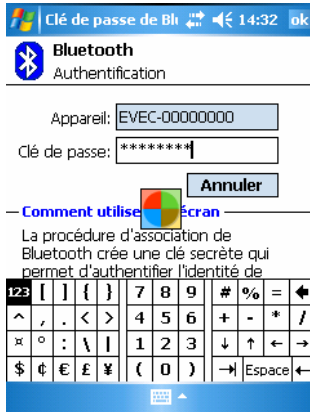 Clé de passe de Blu 14:32 ok
Bluetooth
Authentification
Appareil: EVEC-00000000
Clé de passe: ********
Annuler
Comment utilise écran
La procédure d'association de
Bluetooth crée une clé secrète qui
permet d'authentifier l'identité de
123 [ ] { } 7 8 9 # % = ←
^ , . < > 4 5 6 + - * /
¤ ° : \ | 1 2 3 ↓ ↑ ← →
$ ¢ € £ ¥ ( 0 ) →| Espace ←